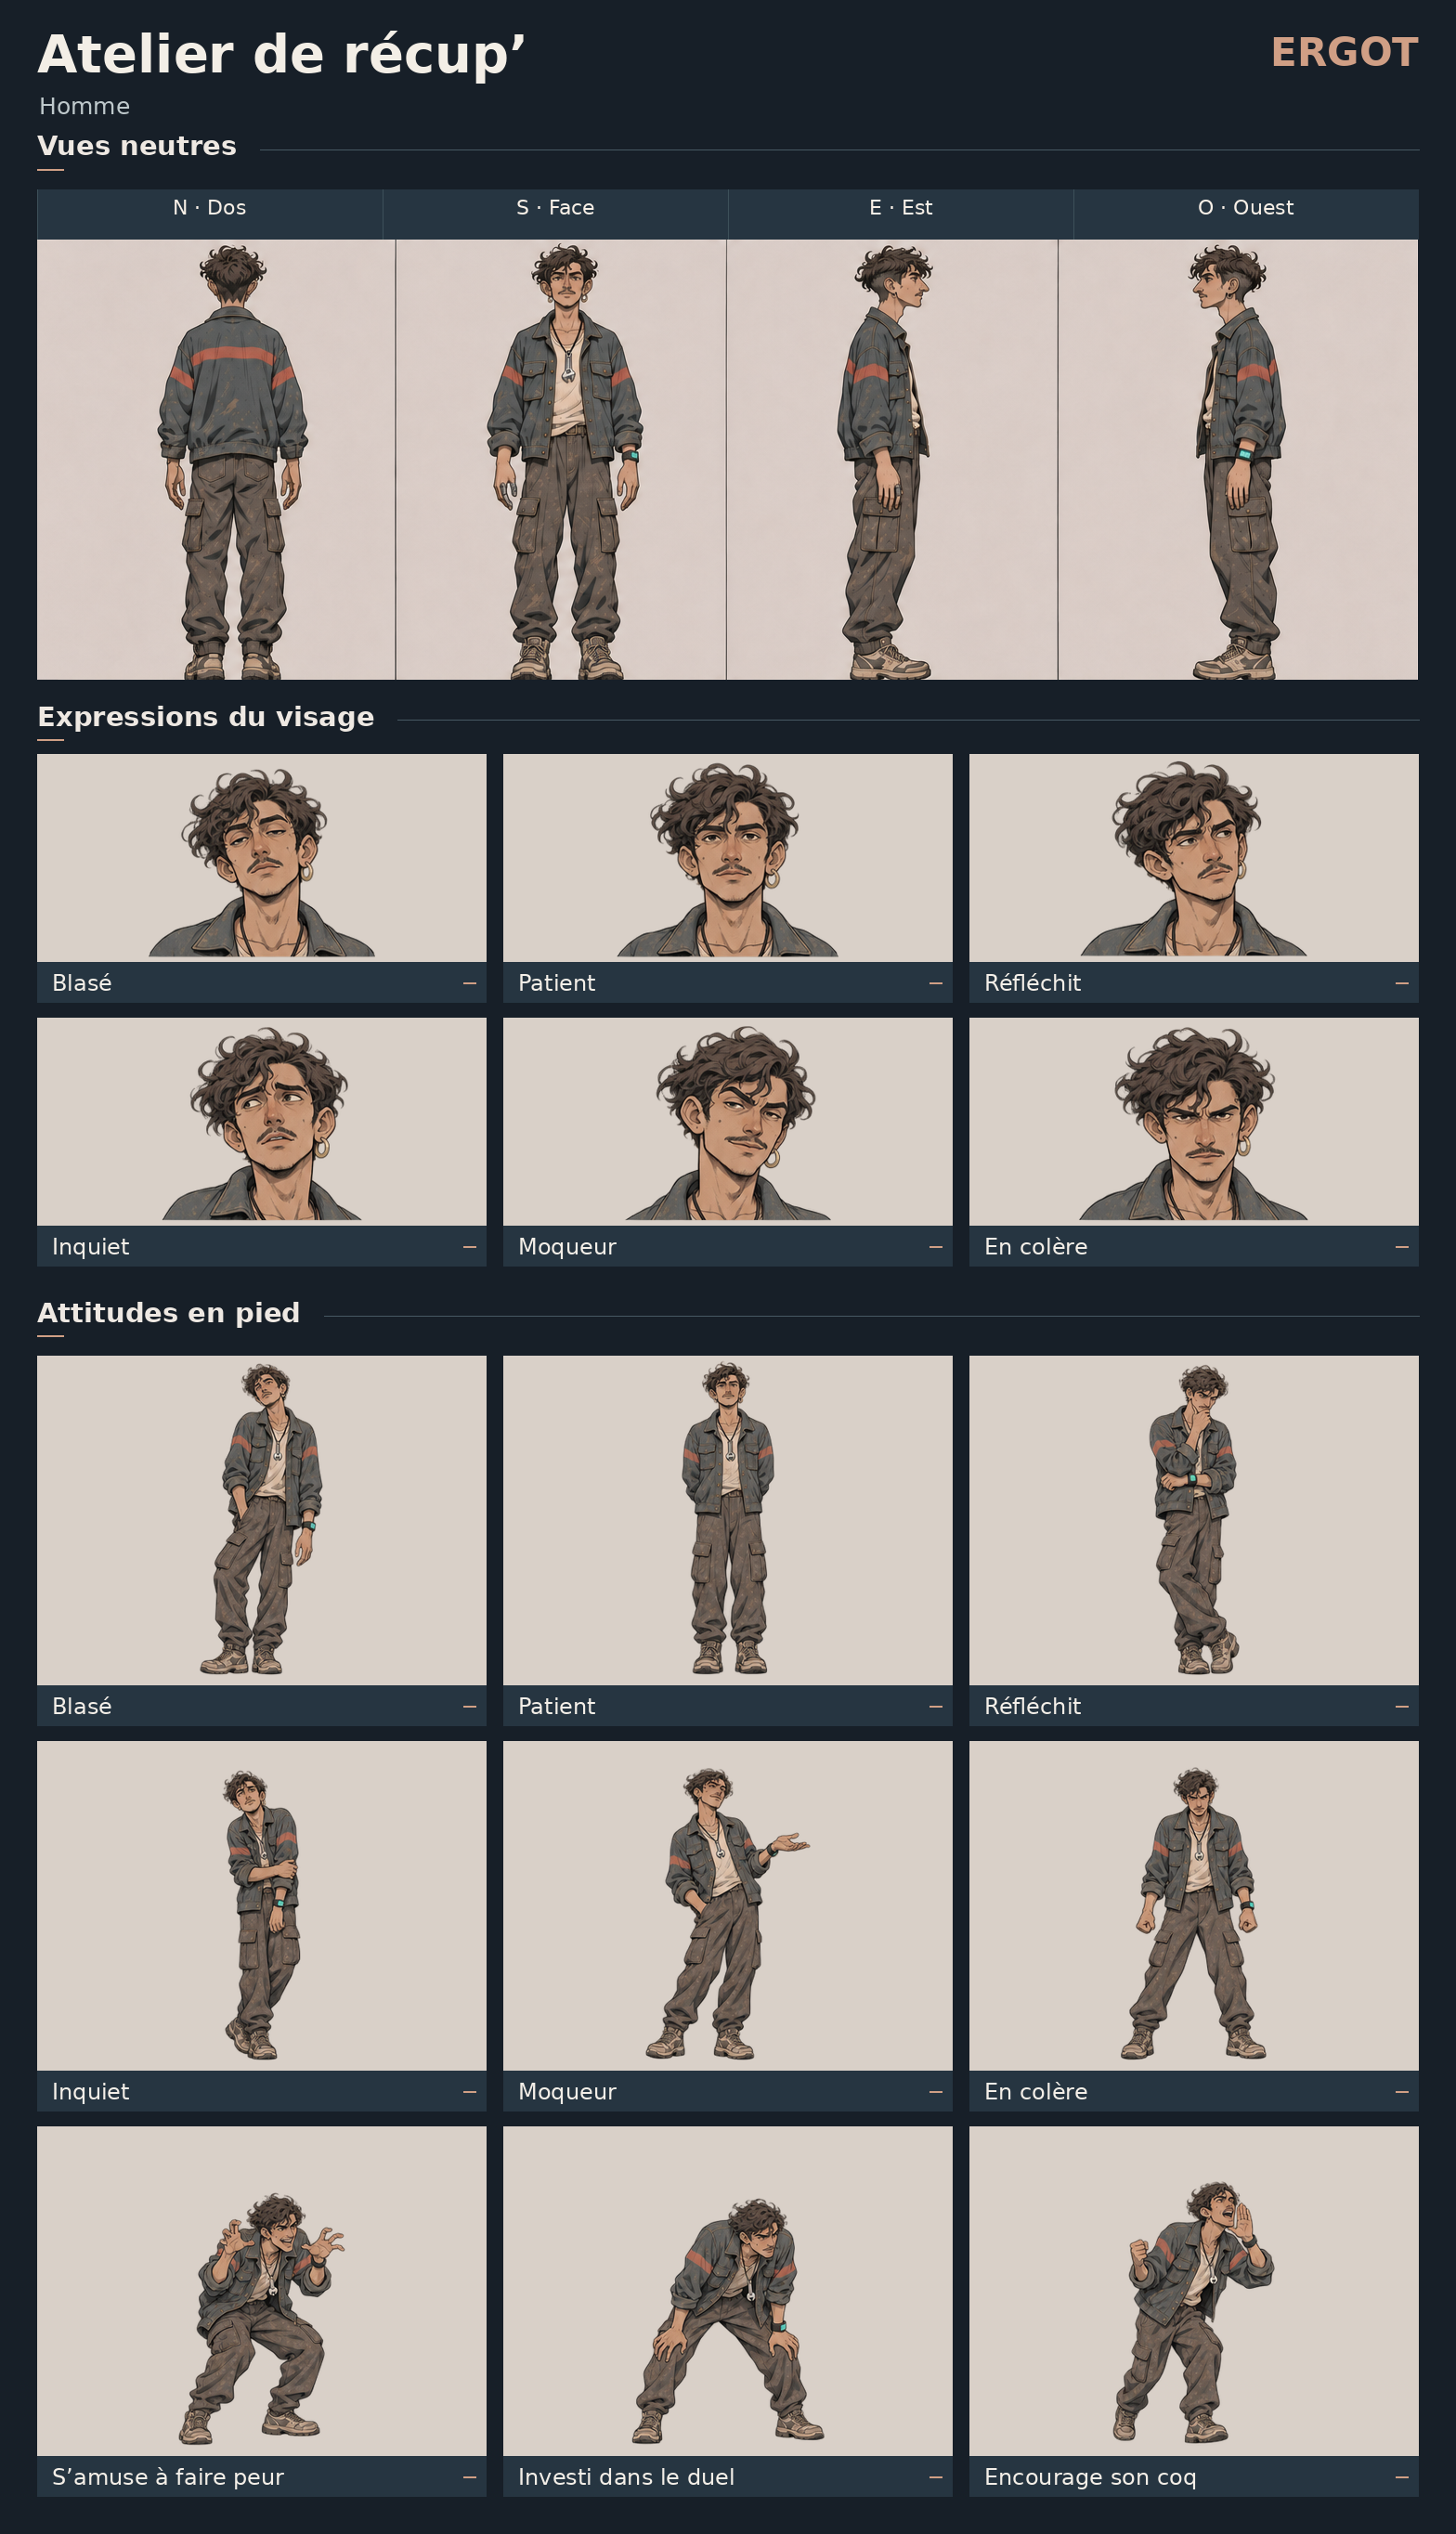 Atelier de récup’
ERGOT
Homme
Vues neutres
N · Dos
S · Face
E · Est
O · Ouest
Expressions du visage
Blasé –
Patient –
Réfléchit –
Inquiet –
Moqueur –
En colère –
Attitudes en pied
Blasé –
Patient –
Réfléchit –
Inquiet –
Moqueur –
En colère –
S’amuse à faire peur –
Investi dans le duel –
Encourage son coq –